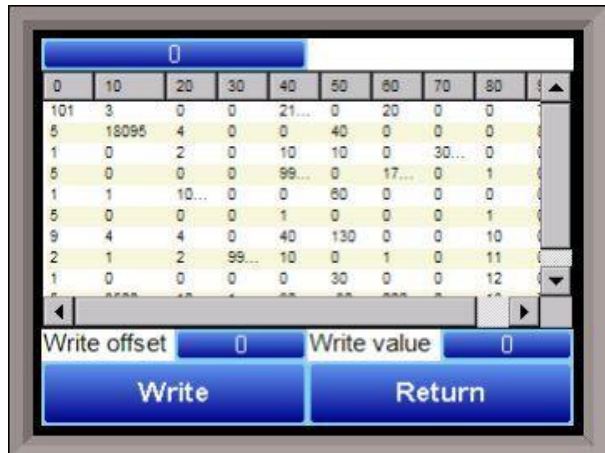 0
0 10 20 30 40 50 60 70 80
101 3 0 0 21... 0 20 0 0
5 18095 4 0 0 40 0 0 0
1 0 2 0 10 10 0 30... 0
5 0 0 0 99... 0 17... 0 1
1 1 10... 0 0 60 0 0 0
5 0 0 0 1 0 0 0 1
9 4 4 0 40 130 0 0 10
2 1 2 99... 10 0 1 0 11
1 0 0 0 0 30 0 0 12
Write offset 0 Write value 0
Write Return